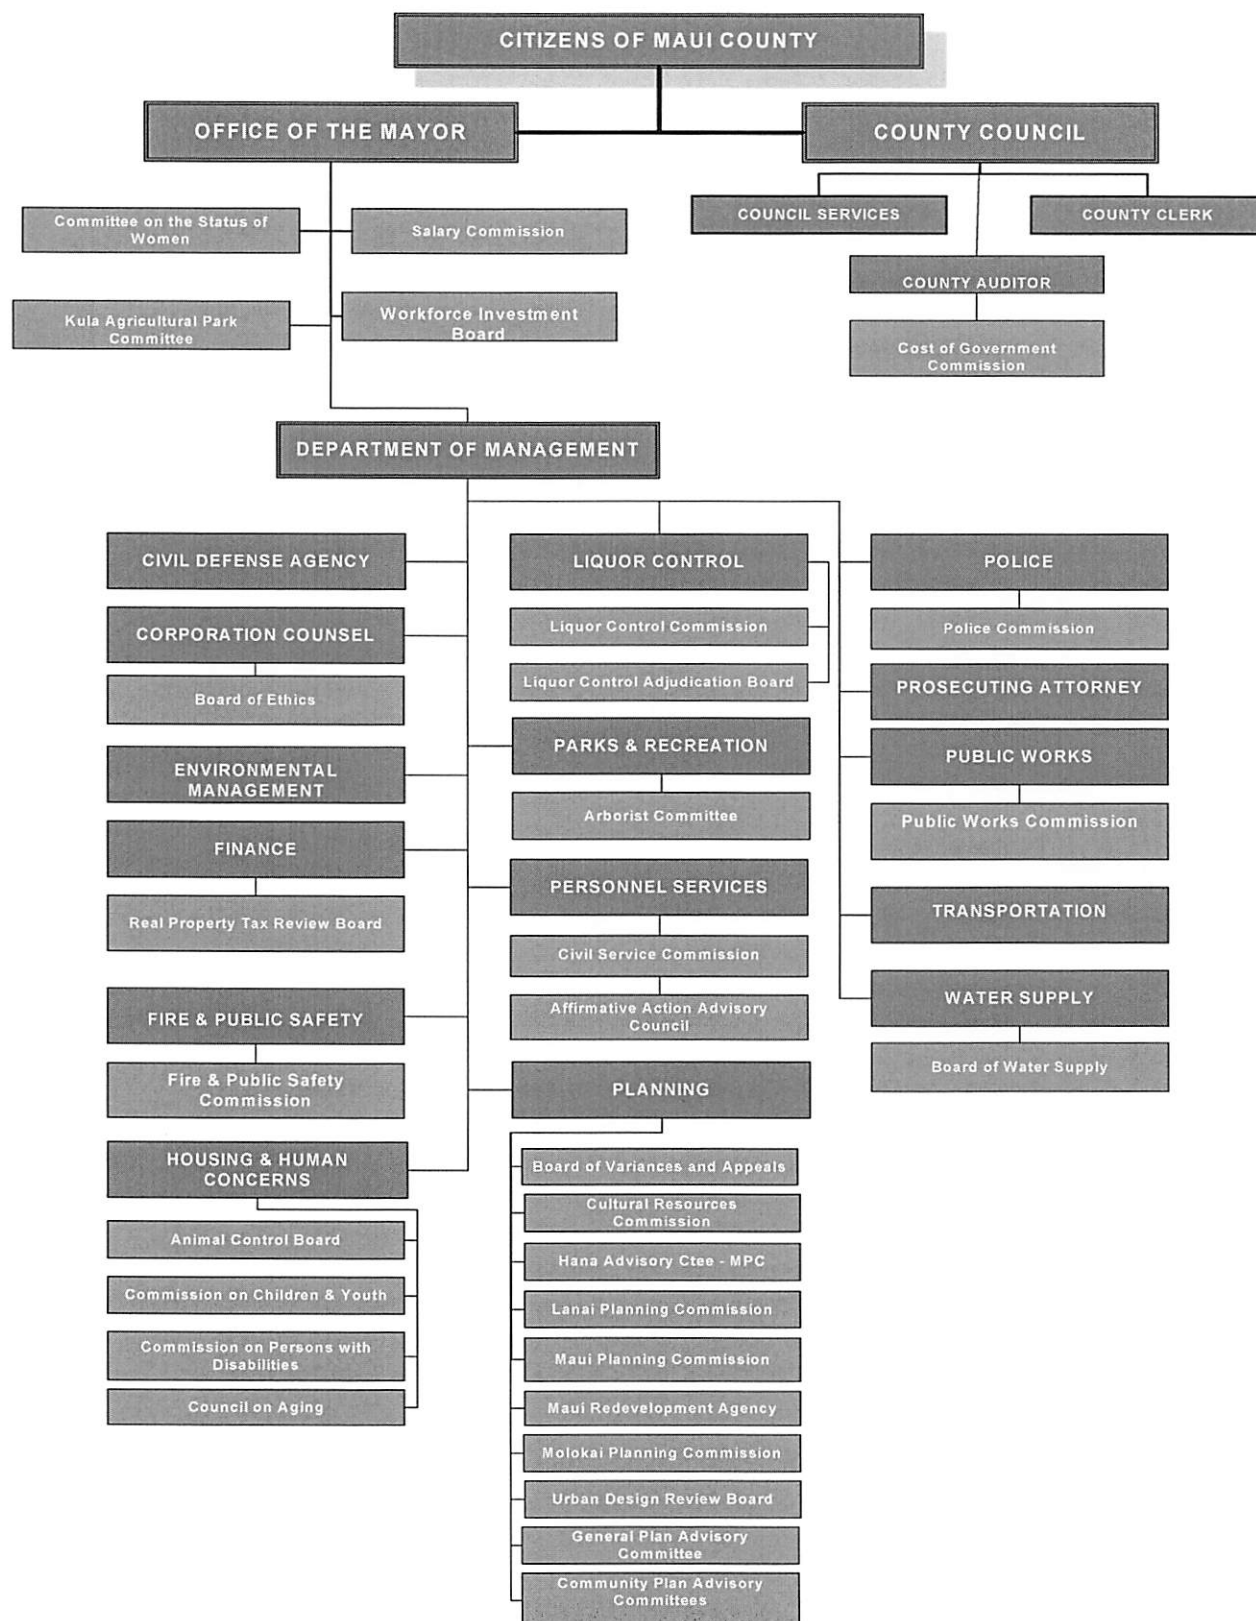 CITIZENS OF MAUI COUNTY
OFFICE OF THE MAYOR
COUNTY COUNCIL
Committee on the Status of
Women
Salary Commission
COUNCIL SERVICES
COUNTY CLERK
Kula Agricultural Park
Committee
Workforce Investment
Board
COUNTY AUDITOR
Cost of Government
Commission
DEPARTMENT OF MANAGEMENT
CIVIL DEFENSE AGENCY
CORPORATION COUNSEL
Board of Ethics
ENVIRONMENTAL
MANAGEMENT
FINANCE
Real Property Tax Review Board
FIRE & PUBLIC SAFETY
Fire & Public Safety
Commission
HOUSING & HUMAN
CONCERNS
Animal Control Board
Commission on Children & Youth
Commission on Persons with
Disabilities
Council on Aging
LIQUOR CONTROL
Liquor Control Commission
Liquor Control Adjudication Board
PARKS & RECREATION
Arborist Committee
PERSONNEL SERVICES
Civil Service Commission
Affirmative Action Advisory
Council
PLANNING
Board of Variances and Appeals
Cultural Resources
Commission
Hana Advisory Ctee - MPC
Lanai Planning Commission
Maui Planning Commission
Maui Redevelopment Agency
Molokai Planning Commission
Urban Design Review Board
General Plan Advisory
Committee
Community Plan Advisory
Committees
POLICE
Police Commission
PROSECUTING ATTORNEY
PUBLIC WORKS
Public Works Commission
TRANSPORTATION
WATER SUPPLY
Board of Water Supply